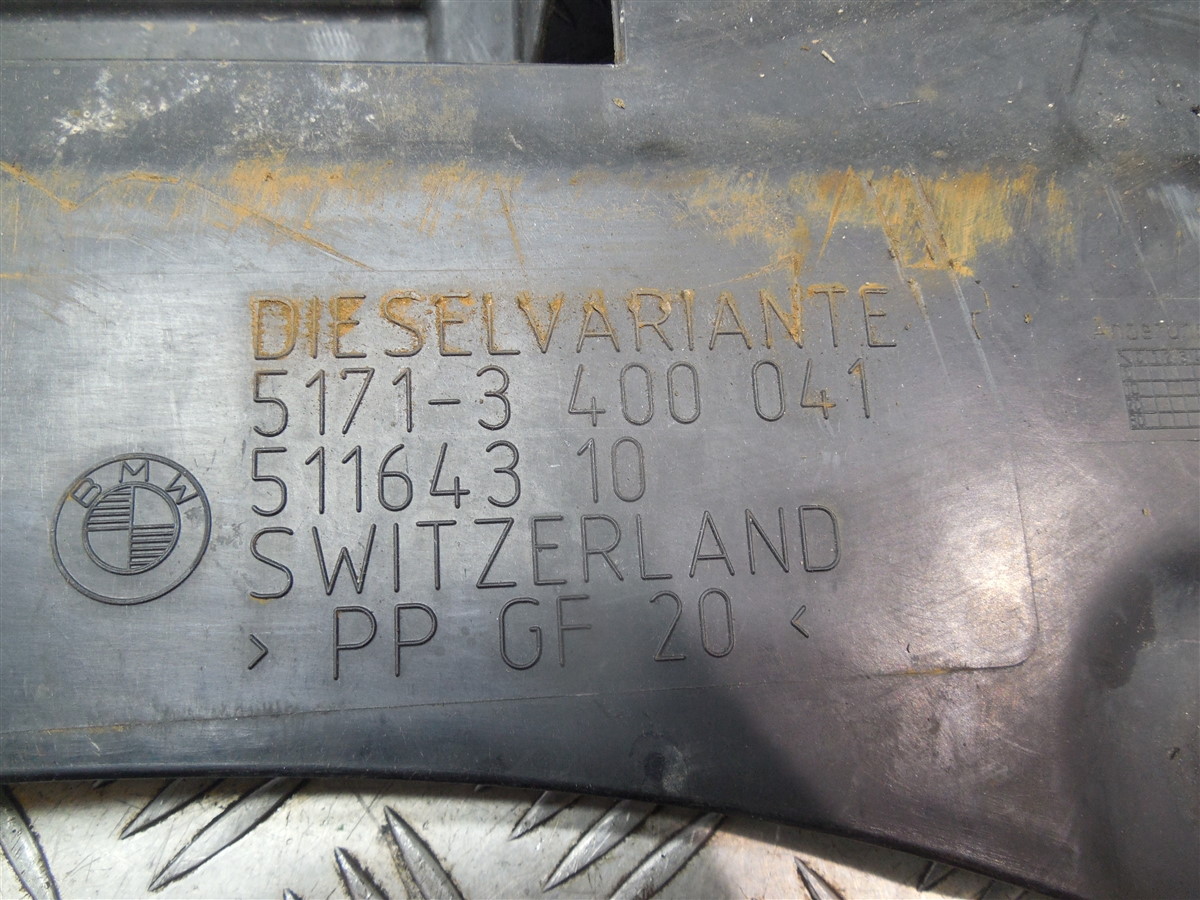 DIESELVARIANTE
5171-3 400 041
511643 10
BMW
SWITZERLAND
> PP GF 20 <